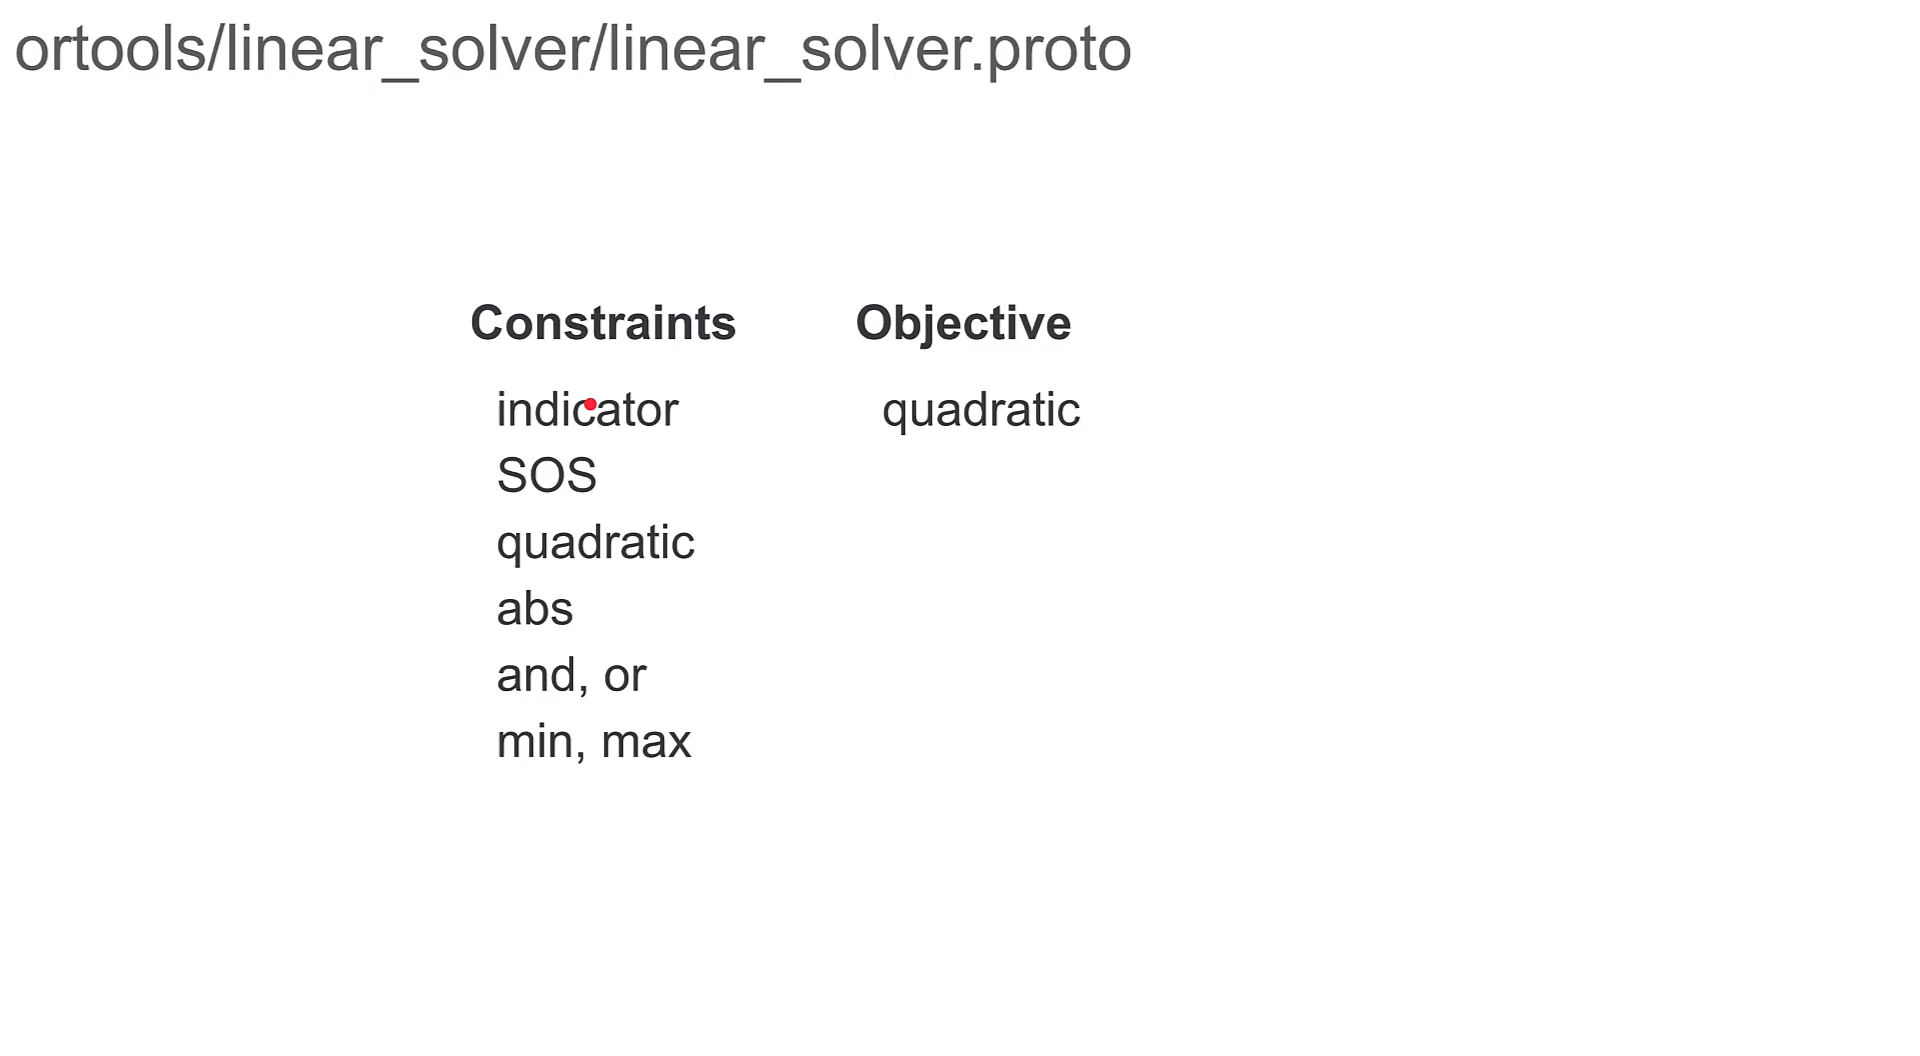 ortools/linear_solver/linear_solver.proto
Constraints
indicator
SOS
quadratic
abs
and, or
min, max
Objective
quadratic